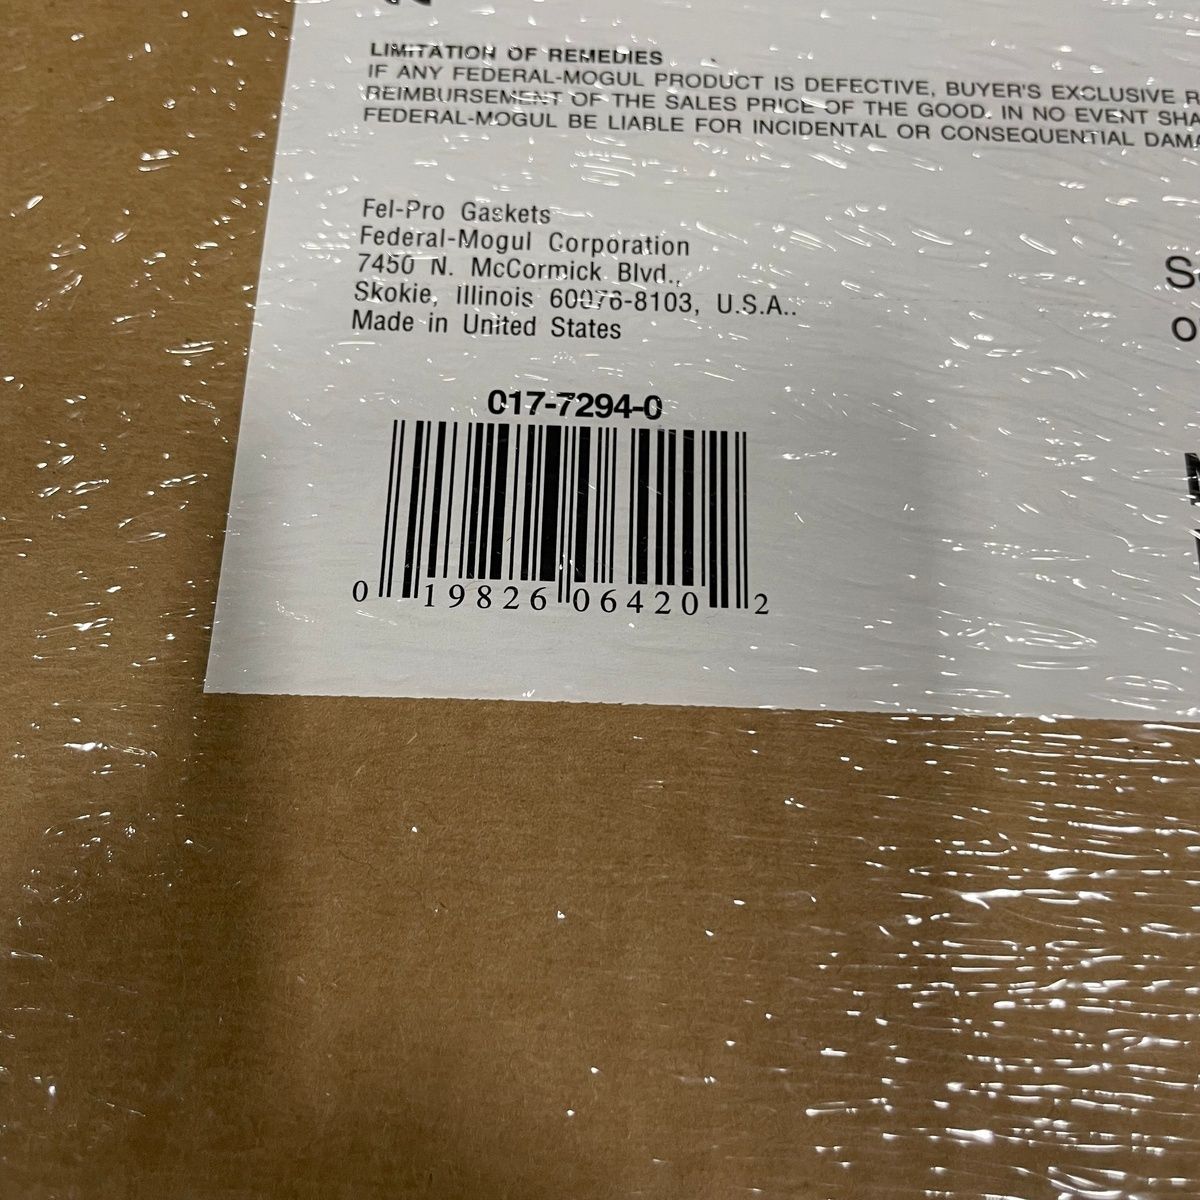 LIMITATION OF REMEDIES
IF ANY FEDERAL-MOGUL PRODUCT IS DEFECTIVE, BUYER'S EXCLUSIVE
REIMBURSEMENT OF THE SALES PRICE OF THE GOOD. IN NO EVENT
FEDERAL-MOGUL BE LIABLE FOR INCIDENTAL OR CONSEQUENTIAL
Fel-Pro Gaskets
Federal-Mogul Corporation
7450 N. McCormick Blvd.,
Skokie, Illinois 60076-8103, U.S.A..
Made in United States
017-7294-0
0 19826 06420 2